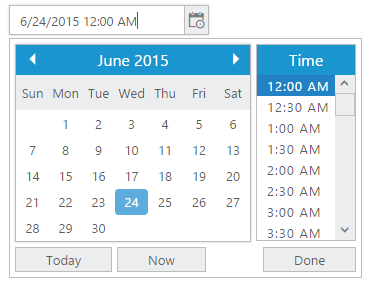 6/24/2015 12:00 AM
June 2015
Sun Mon Tue Wed Thu Fri Sat
1 2 3 4 5 6
7 8 9 10 11 12 13
14 15 16 17 18 19 20
21 22 23 24 25 26 27
28 29 30
Time
12:00 AM
12:30 AM
1:00 AM
1:30 AM
2:00 AM
2:30 AM
3:00 AM
3:30 AM
Today Now Done